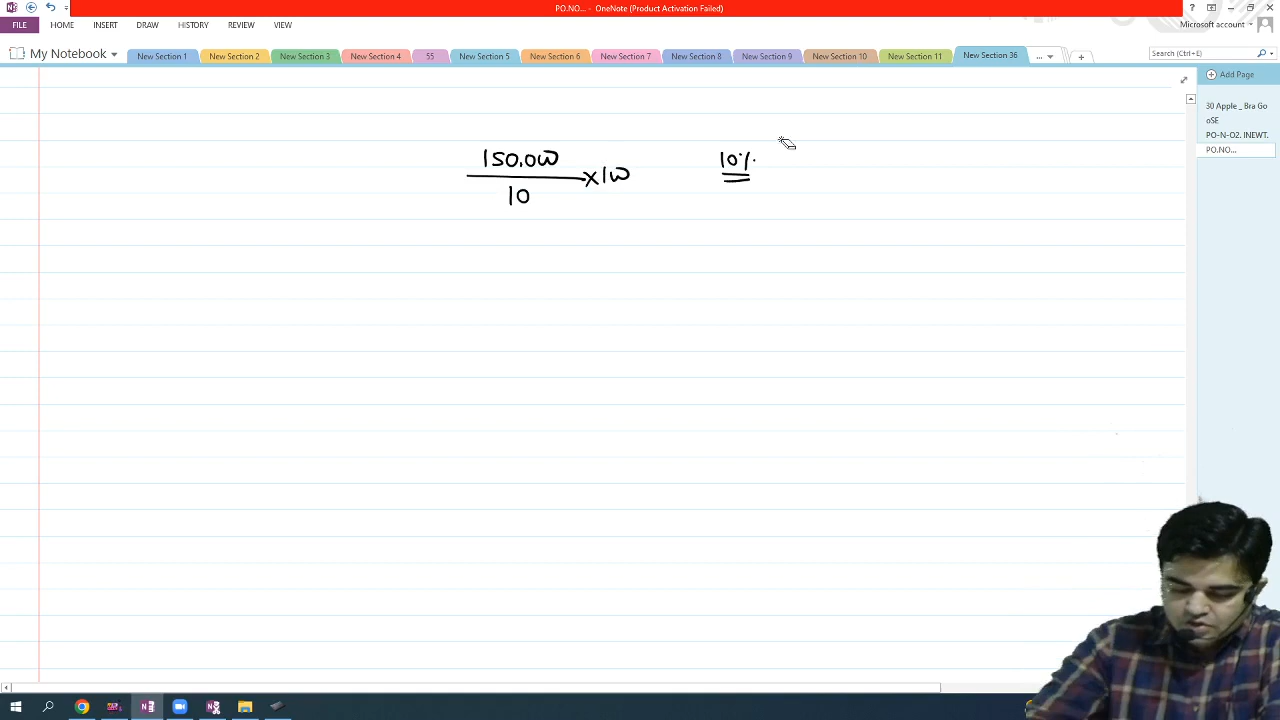 PO.NO... - OneNote (Product Activation Failed)
FILE HOME INSERT DRAW HISTORY REVIEW VIEW
Microsoft account
My Notebook
New Section 1 New Section 2 New Section 3 New Section 4 55 New Section 5 New Section 6 New Section 7 New Section 8 New Section 9 New Section 10 New Section 11 New Section 36 ...
Search (Ctrl+E)
Add Page
30 Apple _ Bra Go
oSE
PO-N-O2. INEWT.
PO.NO...
150,000
10
×100
10%